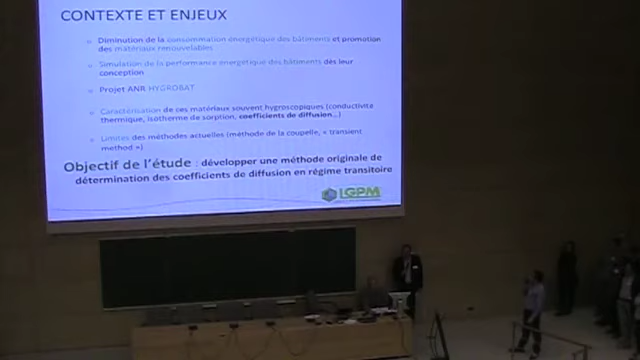 CONTEXTE ET ENJEUX
Diminution de la consommation énergétique des bâtiments et promotion
des matériaux renouvelables
Simulation de la performance énergétique des bâtiments dès leur
conception
Projet ANR HYGROBAT
Caractérisation de ces matériaux souvent hygroscopiques (conductivité
thermique, isotherme de sorption, coefficients de diffusion…)
Limites des méthodes actuelles (méthode de la coupelle, « transient
method »)
Objectif de l'étude : développer une méthode originale de
détermination des coefficients de diffusion en régime transitoire
LGPM